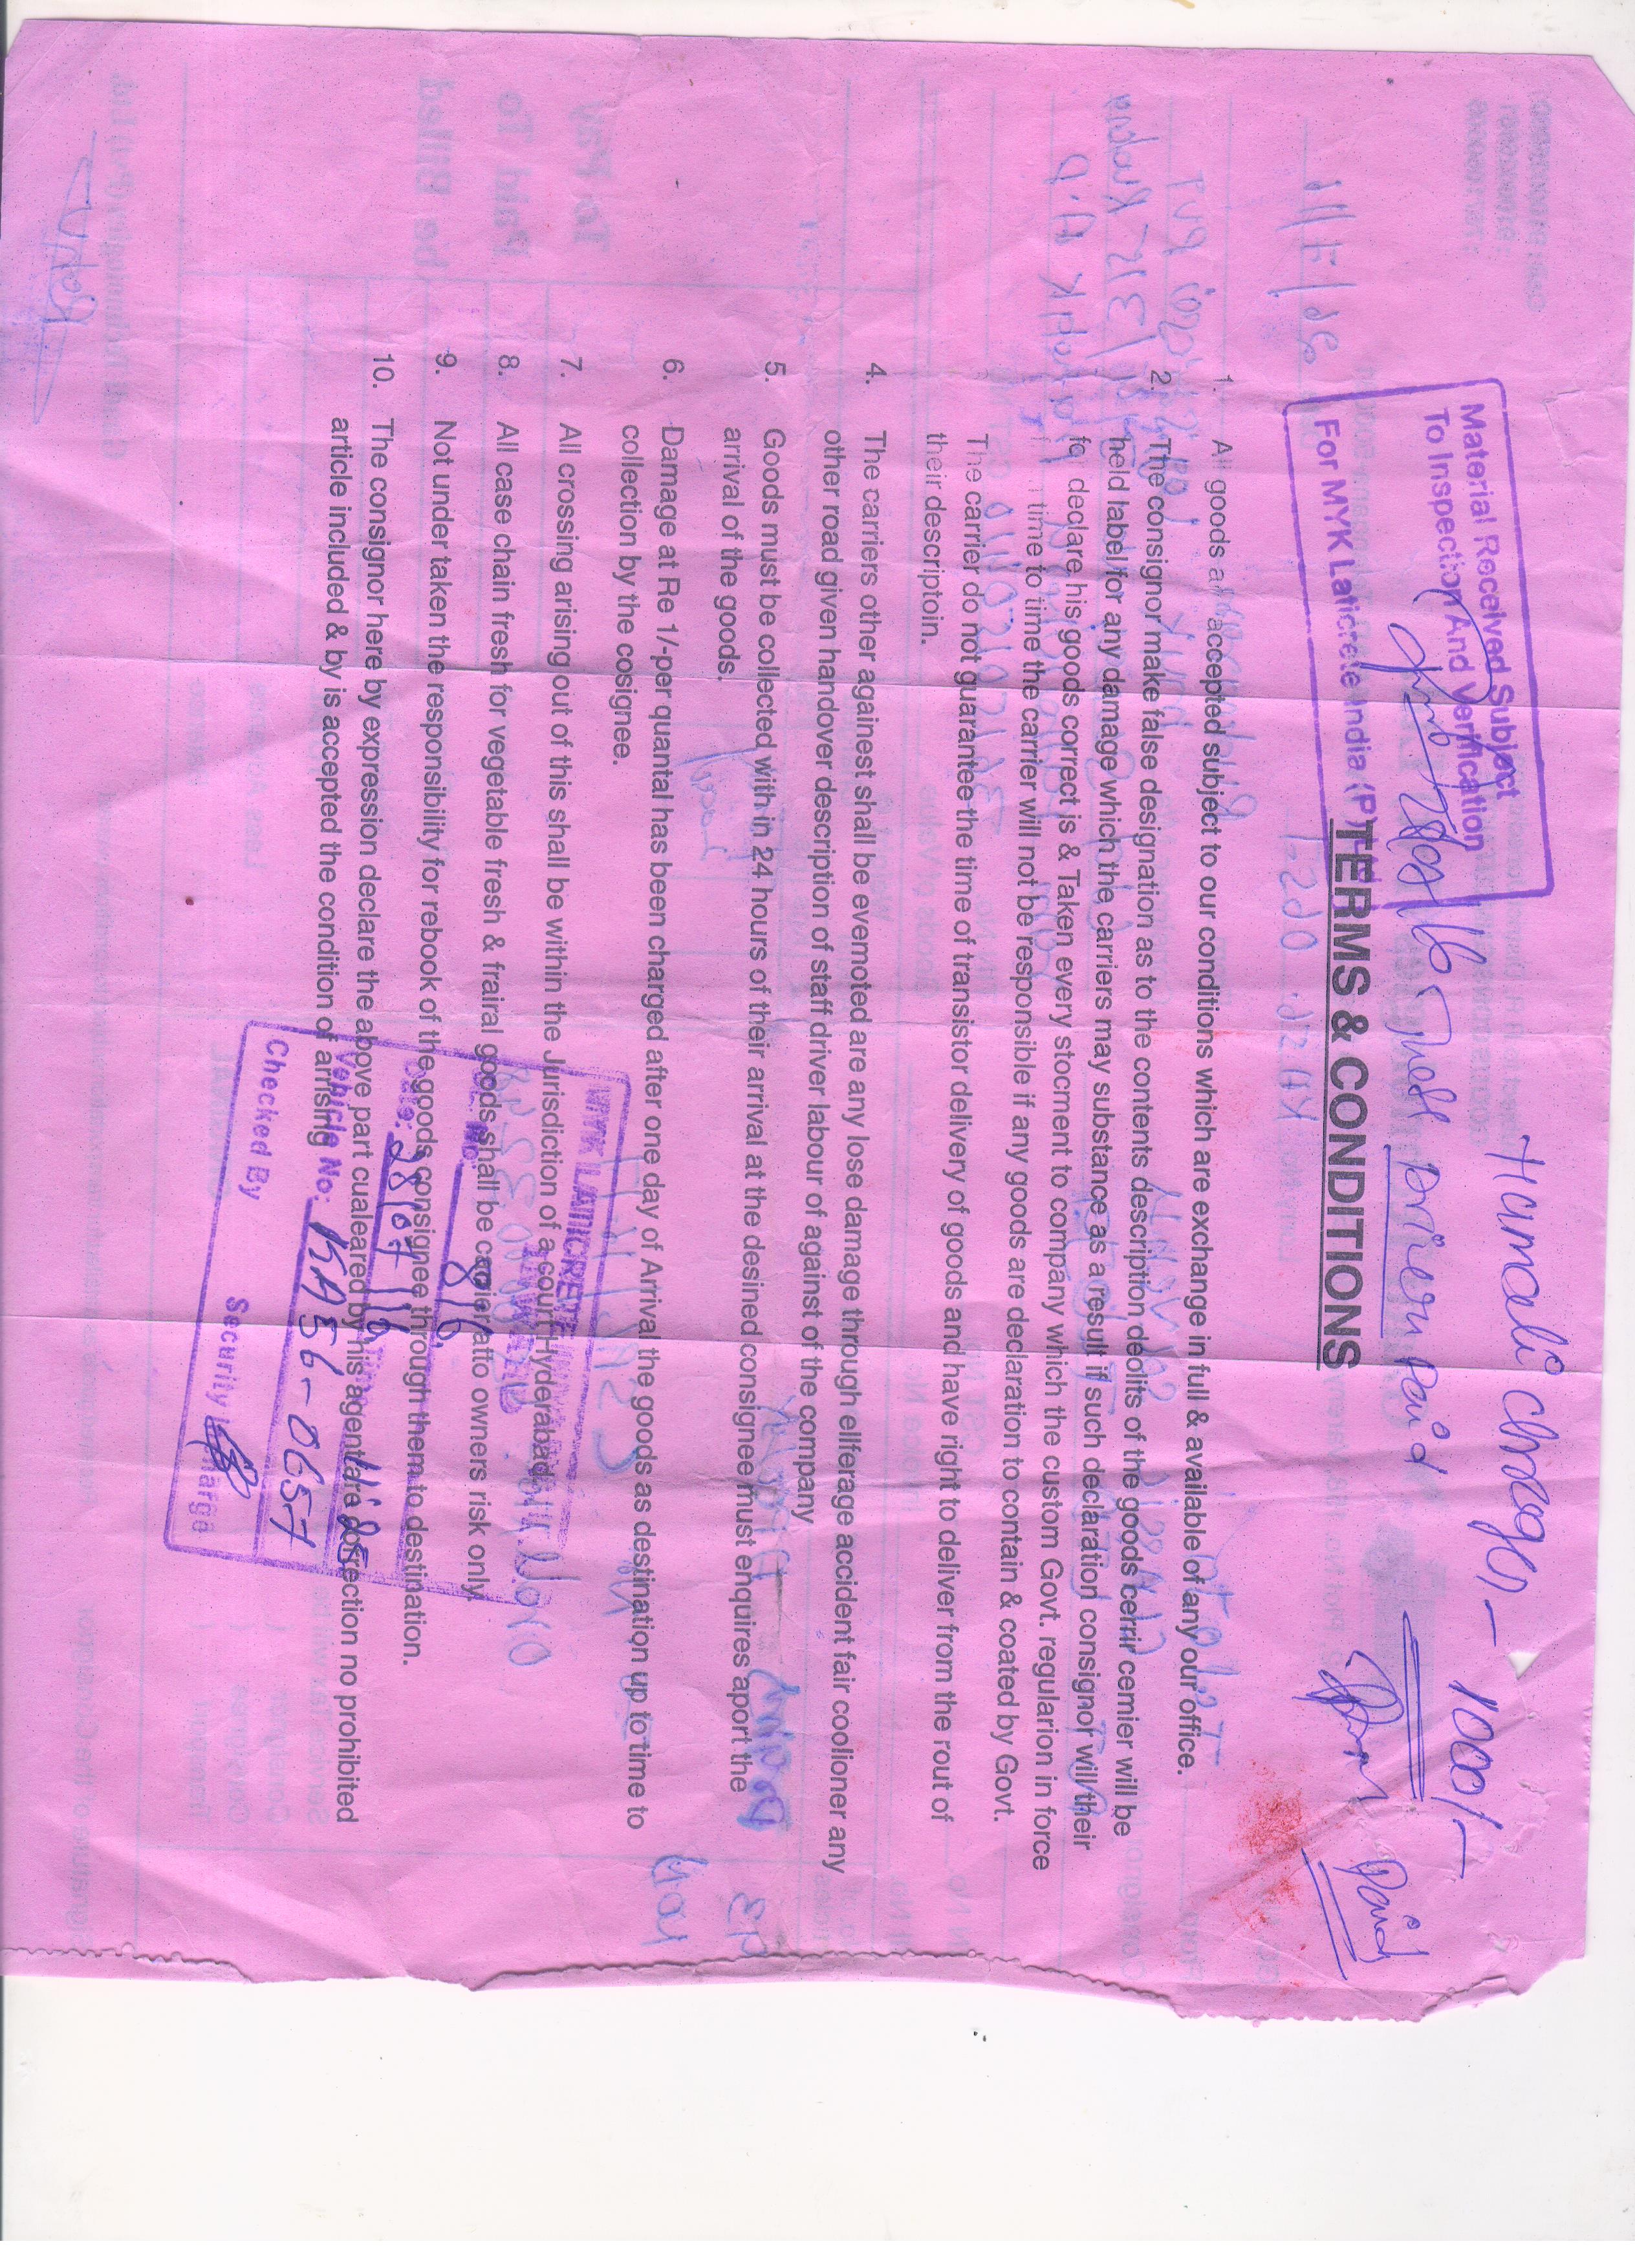 Hamali charges - 1000/-
Material Received Subject
To Inspection And Verification
28/07/16
Driver paid
Paid
For MYK Laticrete India (P) Ltd
TERMS & CONDITIONS
1. All goods a accepted subject to our conditions which are exchange in full & available of any our office.
2. The consignor make false designation as to the contents description deolits of the goods cerrir cemier will be
held label for any damage which the carriers may substance as a result if such declaration consignor will their
fo declare his goods correct is & Taken every stocment to company which the custom Govt. regularion in force
time to time the carrier will not be responsible if any goods are declaration to contain & coated by Govt.
The carrier do not guarantee the time of transistor delivery of goods and have right to deliver from the rout of
their descriptoin.
4. The carriers other againest shall be evemoted are any lose damage through ellferage accident fair coolioner any
other road given handover description of staff driver labour of against of the company
5. Goods must be collected with in 24 hours of their arrival at the desined consignee must enquires aport the
arrival of the goods.
6. Damage at Re 1/-per quantal has been charged after one day of Arrival the goods as destination up to time to
collection by the cosignee.
7. All crossing arising out of this shall be within the Jurisdiction of a court Hyderabad.
8. All case chain fresh for vegetable fresh & frairal goods shall be carrier atto owners risk only.
9. Not under taken the responsibility for rebook of the goods consignee through them to destination.
10. The consignor here by expression declare the above part cualeared by his agent are correction no prohibited
article included & by is accepted the condition of arrising
MYK LATICRETE
INWARD
SL. No. 816
Date: 28/07/16 Time: 11:25
Vehicle No: KA56-0657
Checked By
Security Incharge